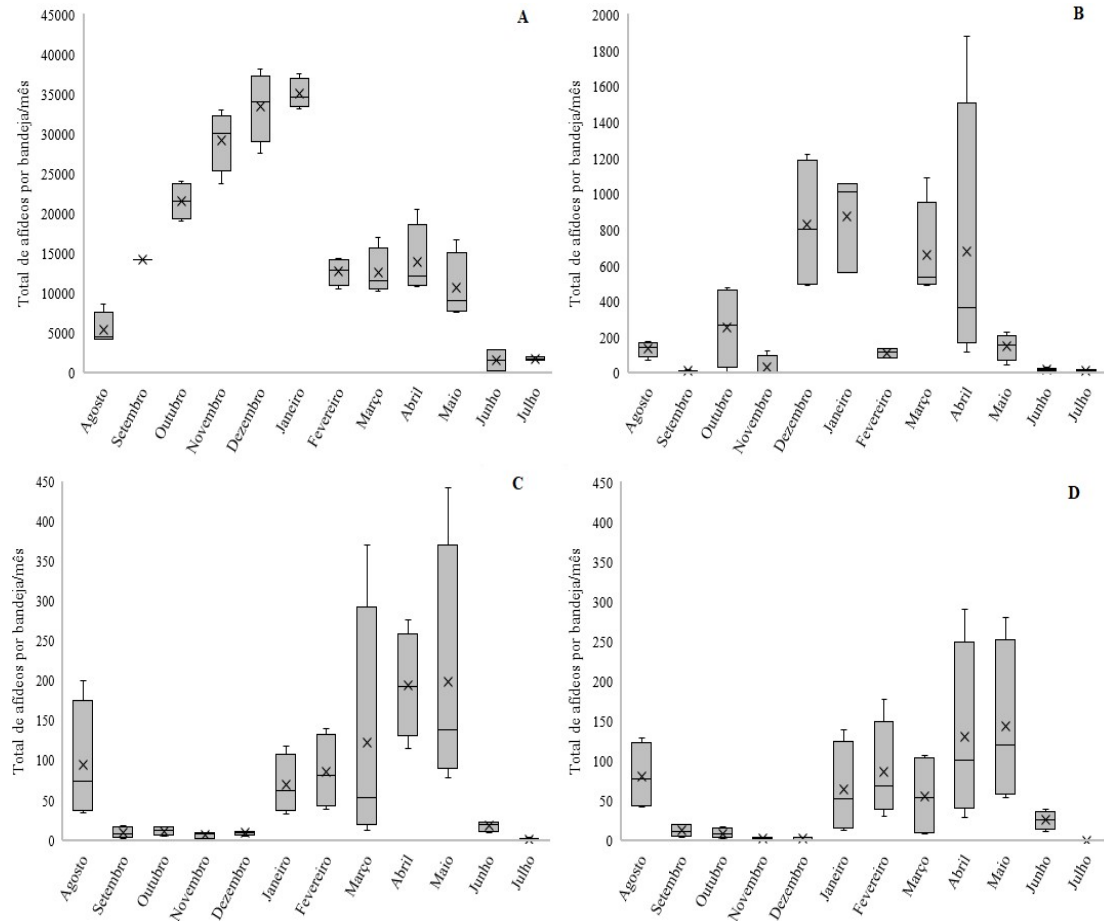 A
Total de afídeos por bandeja/mês
45000
40000
35000
30000
25000
20000
15000
10000
5000
0
Agosto
Setembro
Outubro
Novembro
Dezembro
Janeiro
Fevereiro
Março
Abril
Maio
Junho
Julho
B
Total de afídoes por bandeja/mês
2000
1800
1600
1400
1200
1000
800
600
400
200
0
Agosto
Setembro
Outubro
Novembro
Dezembro
Janeiro
Fevereiro
Março
Abril
Maio
Junho
Julho
C
Total de afídeos por bandeja/mês
450
400
350
300
250
200
150
100
50
0
Agosto
Setembro
Outubro
Novembro
Dezembro
Janeiro
Fevereiro
Março
Abril
Maio
Junho
Julho
D
Total de afídeos por bandeja/mês
450
400
350
300
250
200
150
100
50
0
Agosto
Setembro
Outubro
Novembro
Dezembro
Janeiro
Fevereiro
Março
Abril
Maio
Junho
Julho